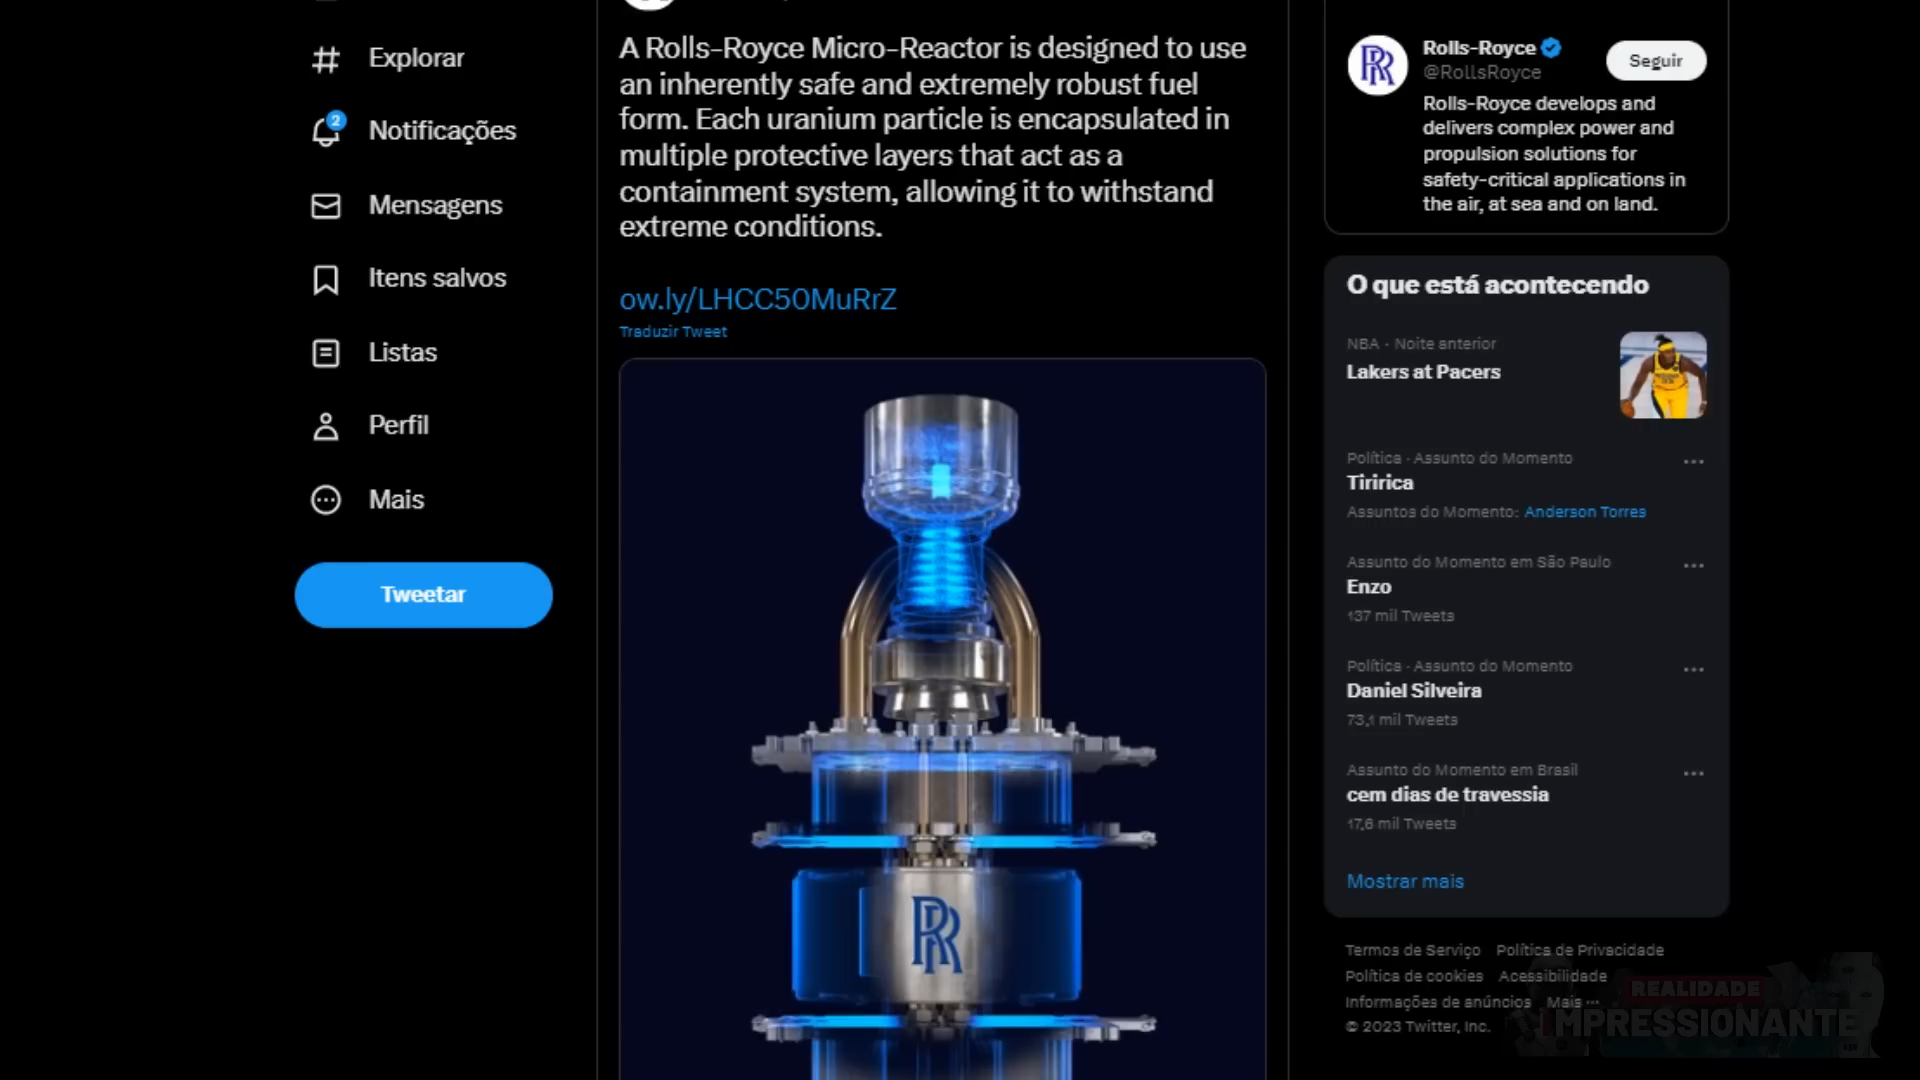 Explorar
2
Notificações
Mensagens
Itens salvos
Listas
Perfil
Mais
Tweetar
A Rolls-Royce Micro-Reactor is designed to use
an inherently safe and extremely robust fuel
form. Each uranium particle is encapsulated in
multiple protective layers that act as a
containment system, allowing it to withstand
extreme conditions.
ow.ly/LHCC50MuRrZ
Traduzir Tweet
RR
RR
Rolls-Royce
@RollsRoyce
Seguir
Rolls-Royce develops and
delivers complex power and
propulsion solutions for
safety-critical applications in
the air, at sea and on land.
O que está acontecendo
NBA · Noite anterior
Lakers at Pacers
Política · Assunto do Momento
Tiririca
Assuntos do Momento: Anderson Torres
Assunto do Momento em São Paulo
Enzo
137 mil Tweets
Política · Assunto do Momento
Daniel Silveira
73,1 mil Tweets
Assunto do Momento em Brasil
cem dias de travessia
17,6 mil Tweets
Mostrar mais
Termos de Serviço Política de Privacidade
Política de cookies Acessibilidade
Informações de anúncios Mais ···
© 2023 Twitter, Inc.
REALIDADE
IMPRESSIONANTE